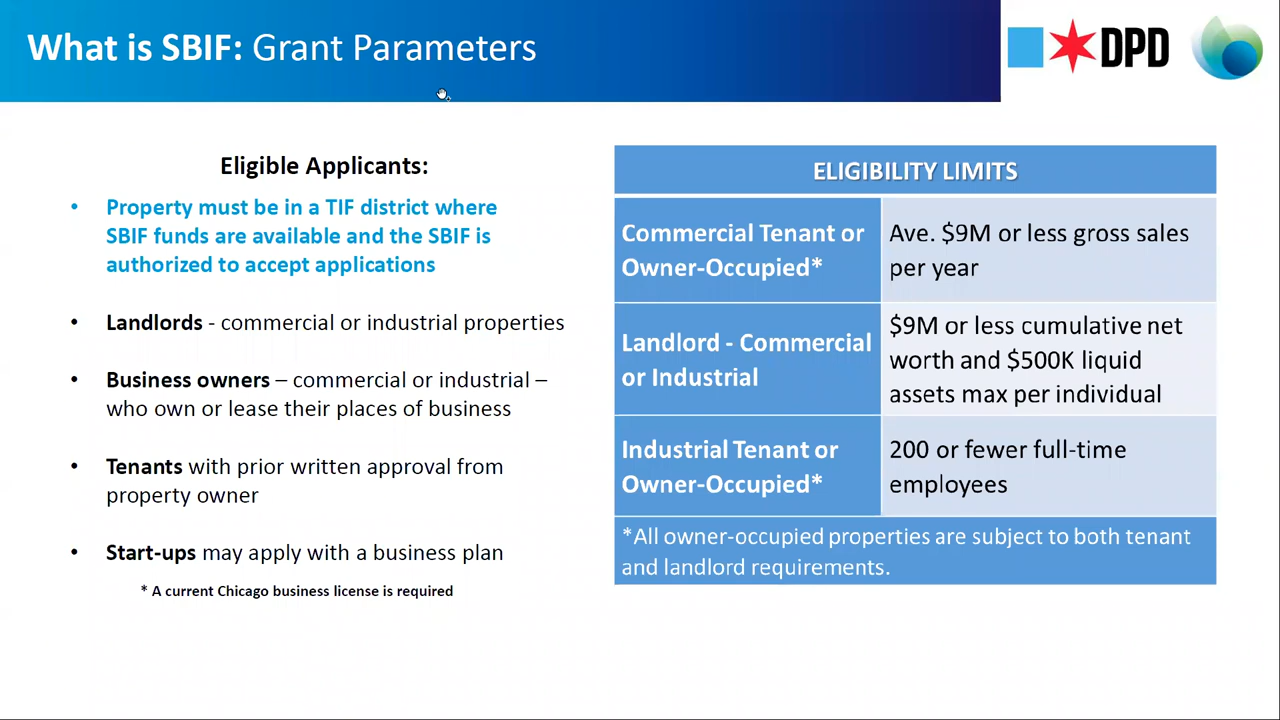 What is SBIF: Grant Parameters
DPD
Eligible Applicants:
• Property must be in a TIF district where
SBIF funds are available and the SBIF is
authorized to accept applications
• Landlords - commercial or industrial properties
• Business owners – commercial or industrial –
who own or lease their places of business
• Tenants with prior written approval from
property owner
• Start-ups may apply with a business plan
* A current Chicago business license is required
ELIGIBILITY LIMITS
Commercial Tenant or
Owner-Occupied*
Ave. $9M or less gross sales
per year
Landlord - Commercial
or Industrial
$9M or less cumulative net
worth and $500K liquid
assets max per individual
Industrial Tenant or
Owner-Occupied*
200 or fewer full-time
employees
*All owner-occupied properties are subject to both tenant
and landlord requirements.